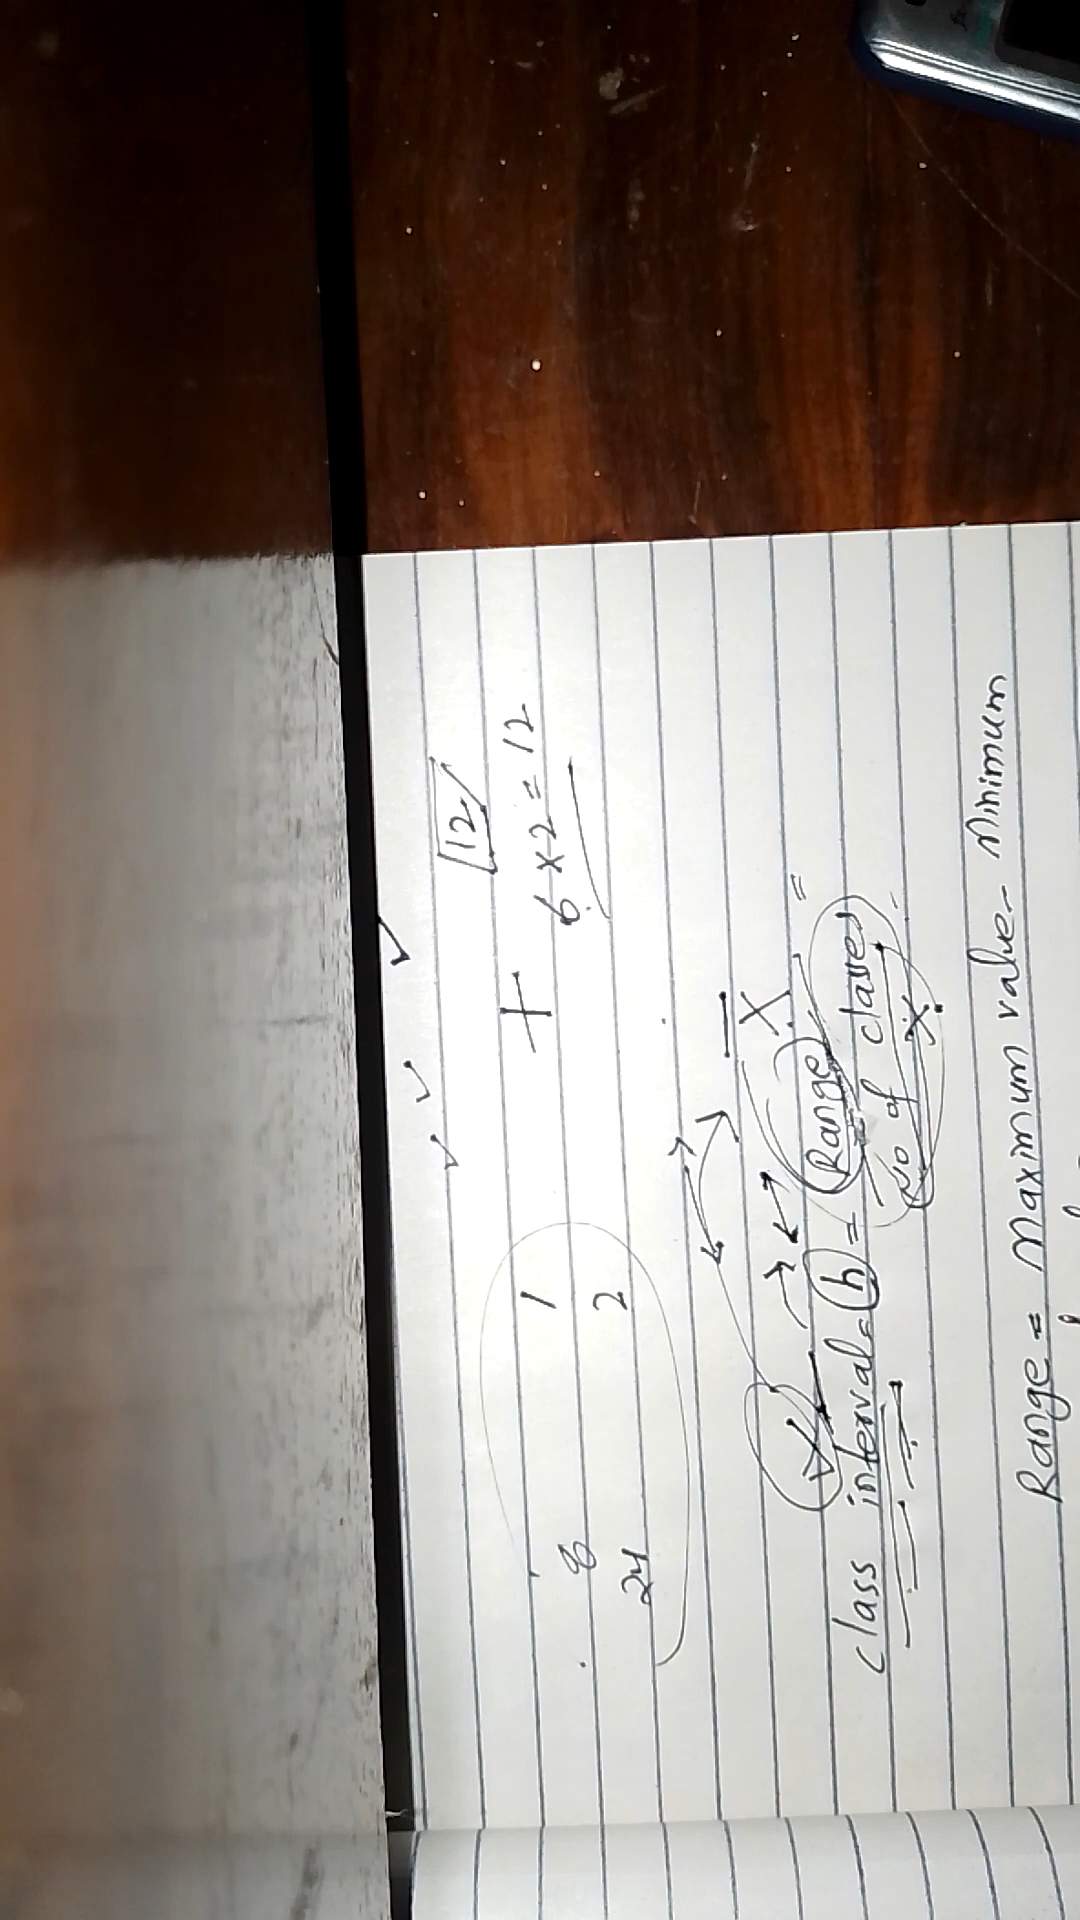 12
1 + 6 x 2 = 12
8
24 2
x
class interval = h = Range =
No of classes
x
Range = Maximum value - Minimum